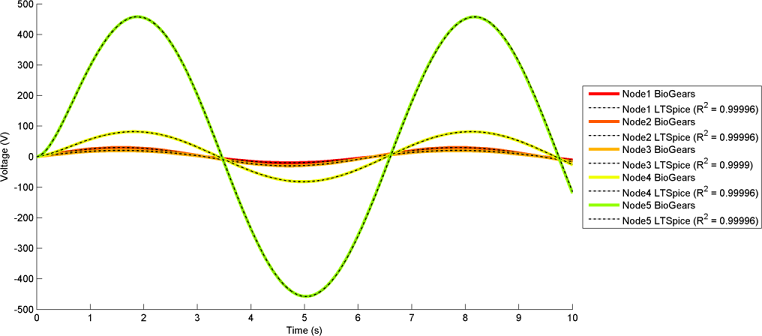 500
400
300
200
100
0
-100
-200
-300
-400
-500
Voltage (V)
0 1 2 3 4 5 6 7 8 9 10
Time (s)
Node1 BioGears
Node1 LTSpice (R² = 0.99996)
Node2 BioGears
Node2 LTSpice (R² = 0.99996)
Node3 BioGears
Node3 LTSpice (R² = 0.9999)
Node4 BioGears
Node4 LTSpice (R² = 0.99996)
Node5 BioGears
Node5 LTSpice (R² = 0.99996)